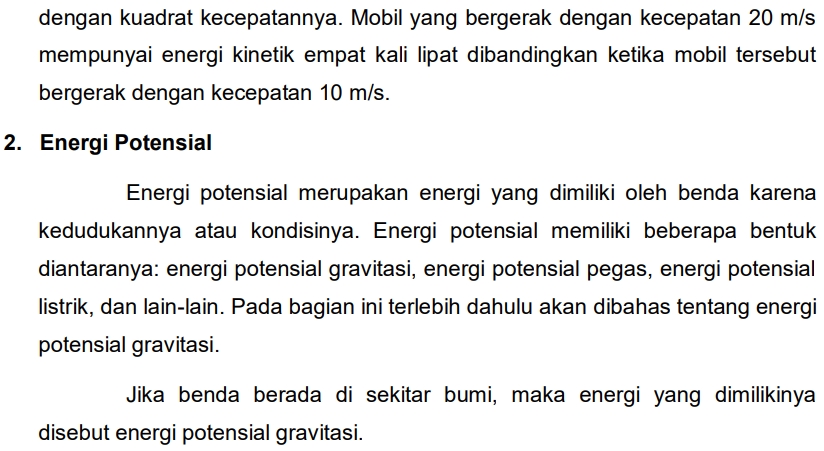 dengan kuadrat kecepatannya. Mobil yang bergerak dengan kecepatan 20 m/s
mempunyai energi kinetik empat kali lipat dibandingkan ketika mobil tersebut
bergerak dengan kecepatan 10 m/s.
2. Energi Potensial
Energi potensial merupakan energi yang dimiliki oleh benda karena
kedudukannya atau kondisinya. Energi potensial memiliki beberapa bentuk
diantaranya: energi potensial gravitasi, energi potensial pegas, energi potensial
listrik, dan lain-lain. Pada bagian ini terlebih dahulu akan dibahas tentang energi
potensial gravitasi.
Jika benda berada di sekitar bumi, maka energi yang dimilikinya
disebut energi potensial gravitasi.